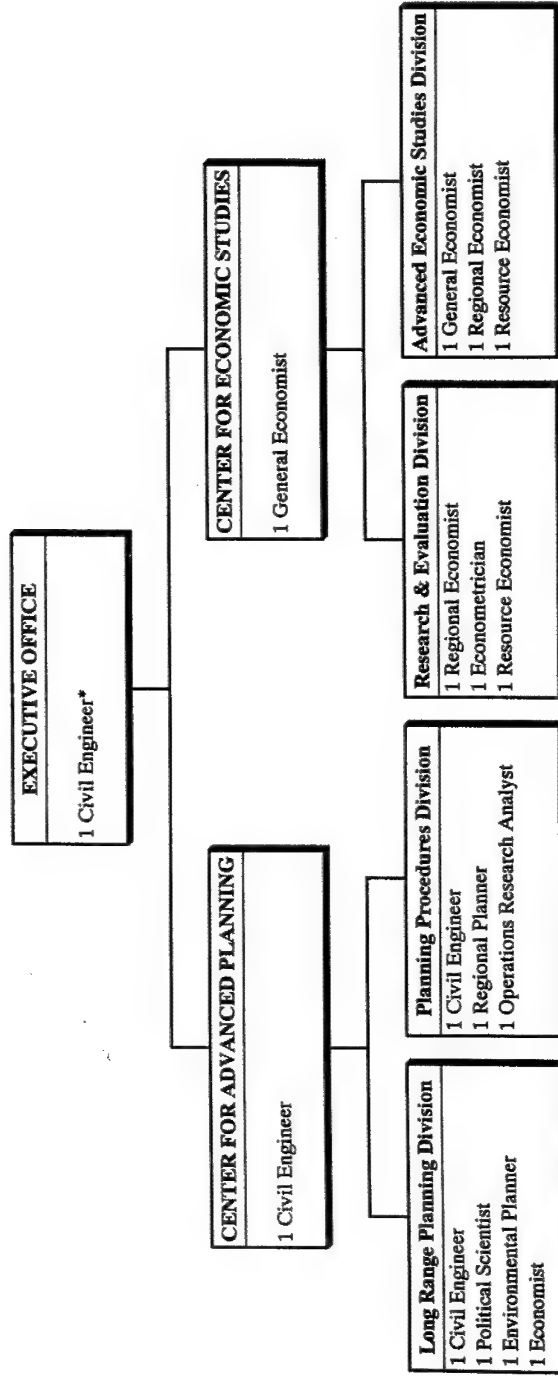 EXECUTIVE OFFICE
1 Civil Engineer*
CENTER FOR ADVANCED PLANNING
1 Civil Engineer
CENTER FOR ECONOMIC STUDIES
1 General Economist
Long Range Planning Division
1 Civil Engineer
1 Political Scientist
1 Environmental Planner
1 Economist
Planning Procedures Division
1 Civil Engineer
1 Regional Planner
1 Operations Research Analyst
Research & Evaluation Division
1 Regional Economist
1 Econometrician
1 Resource Economist
Advanced Economic Studies Division
1 General Economist
1 Regional Economist
1 Resource Economist